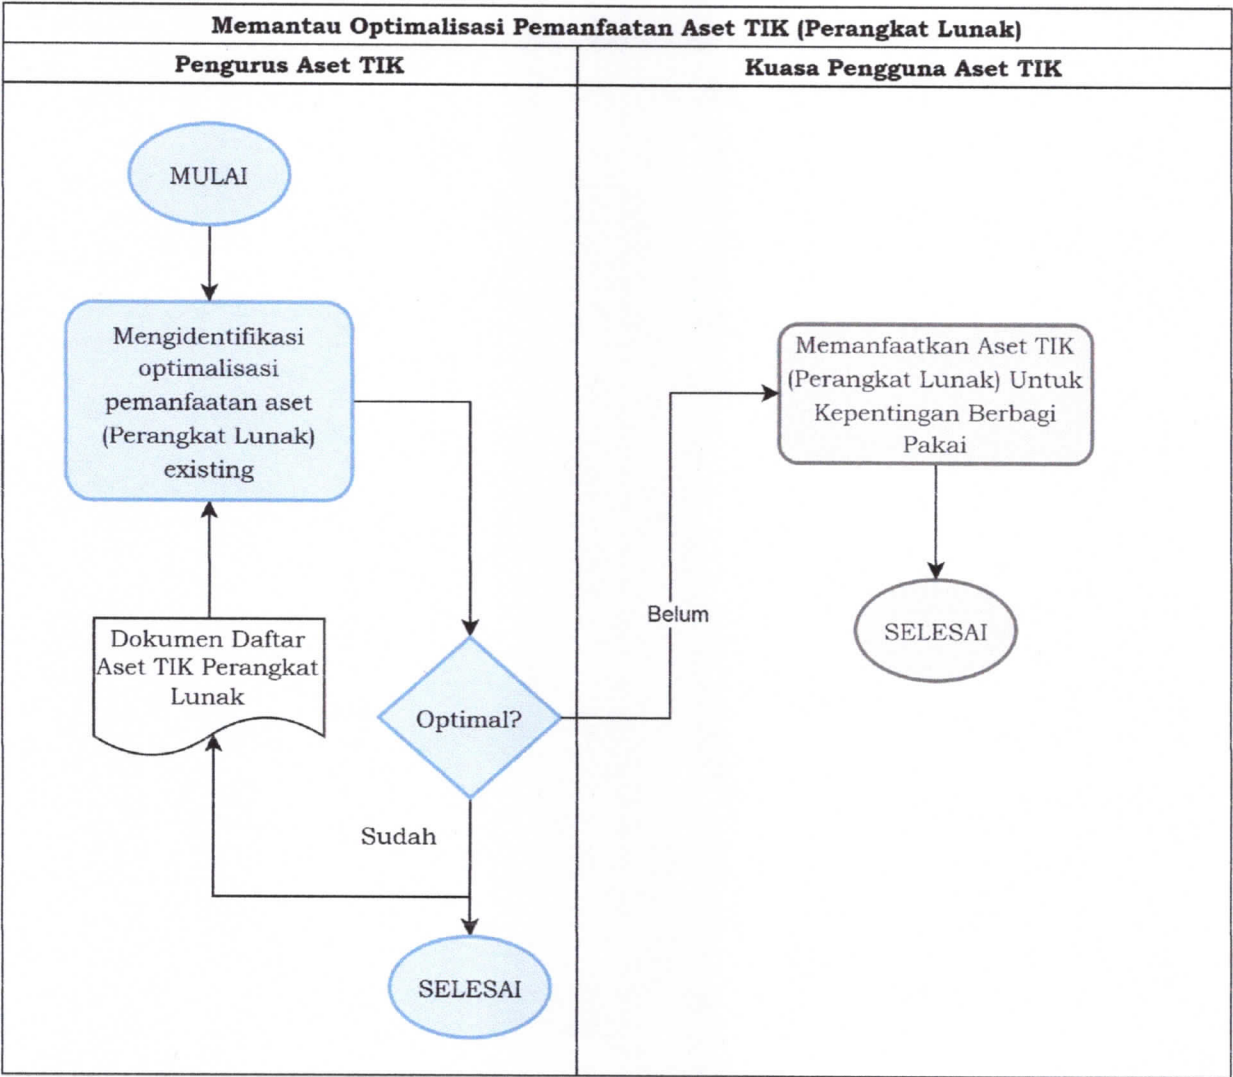 Memantau Optimalisasi Pemanfaatan Aset TIK (Perangkat Lunak)
Pengurus Aset TIK
Kuasa Pengguna Aset TIK
MULAI
Mengidentifikasi
optimalisasi
pemanfaatan aset
(Perangkat Lunak)
existing
Memanfaatkan Aset TIK
(Perangkat Lunak) Untuk
Kepentingan Berbagi
Pakai
Dokumen Daftar
Aset TIK Perangkat
Lunak
Belum
SELESAI
Optimal?
Sudah
SELESAI